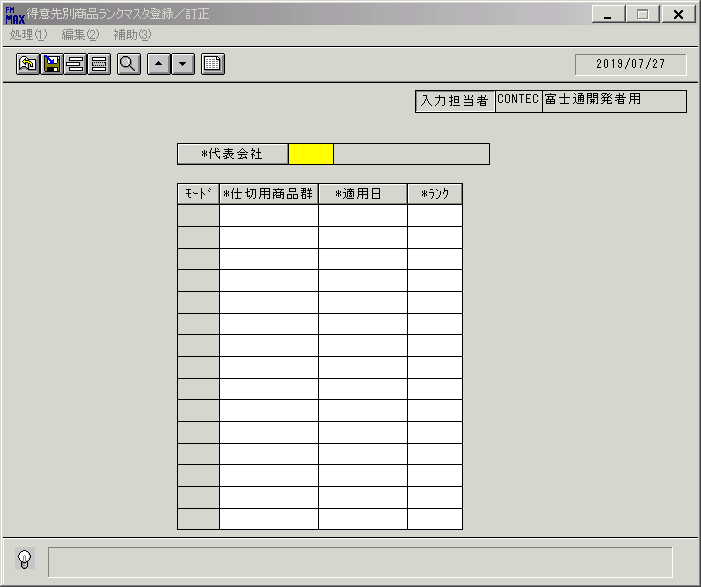 FM MAX 得意先別商品ランクマスタ登録／訂正
処理(1) 編集(2) 補助(3)
2019/07/27
入力担当者 CONTEC 富士通開発者用
*代表会社
ﾓｰﾄﾞ *仕切用商品群 *適用日 *ﾗﾝｸ